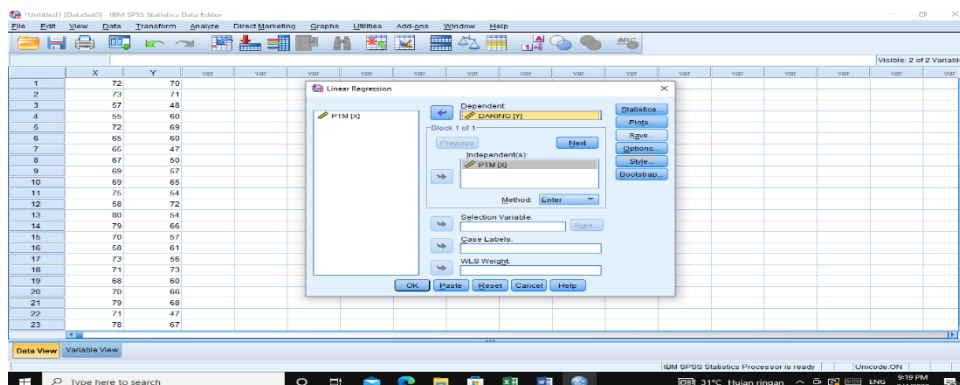 *Untitled1 [DataSet0] - IBM SPSS Statistics Data Editor
File Edit View Data Transform Analyze Direct Marketing Graphs Utilities Add-ons Window Help
Visible: 2 of 2 Variabl
X Y var var var var var var var var var var var var var
1 72 70
2 73 71
3 57 48
4 55 60
5 72 69
6 65 60
7 65 47
8 67 50
9 69 57
10 69 65
11 75 54
12 58 72
13 80 54
14 79 66
15 70 57
16 58 61
17 73 56
18 71 73
19 68 60
20 70 66
21 79 68
22 71 47
23 78 67
Linear Regression
PTM [X]
Dependent:
DARING [Y]
Block 1 of 1
Previous Next
Independent(s):
PTM [X]
Method: Enter
Selection Variable:
Rule...
Case Labels:
WLS Weight:
Statistics...
Plots...
Save...
Options...
Style...
Bootstrap...
OK Paste Reset Cancel Help
Data View Variable View
IBM SPSS Statistics Processor is ready Unicode:ON
Type here to search
31°C Hujan ringan ENG 9:19 PM